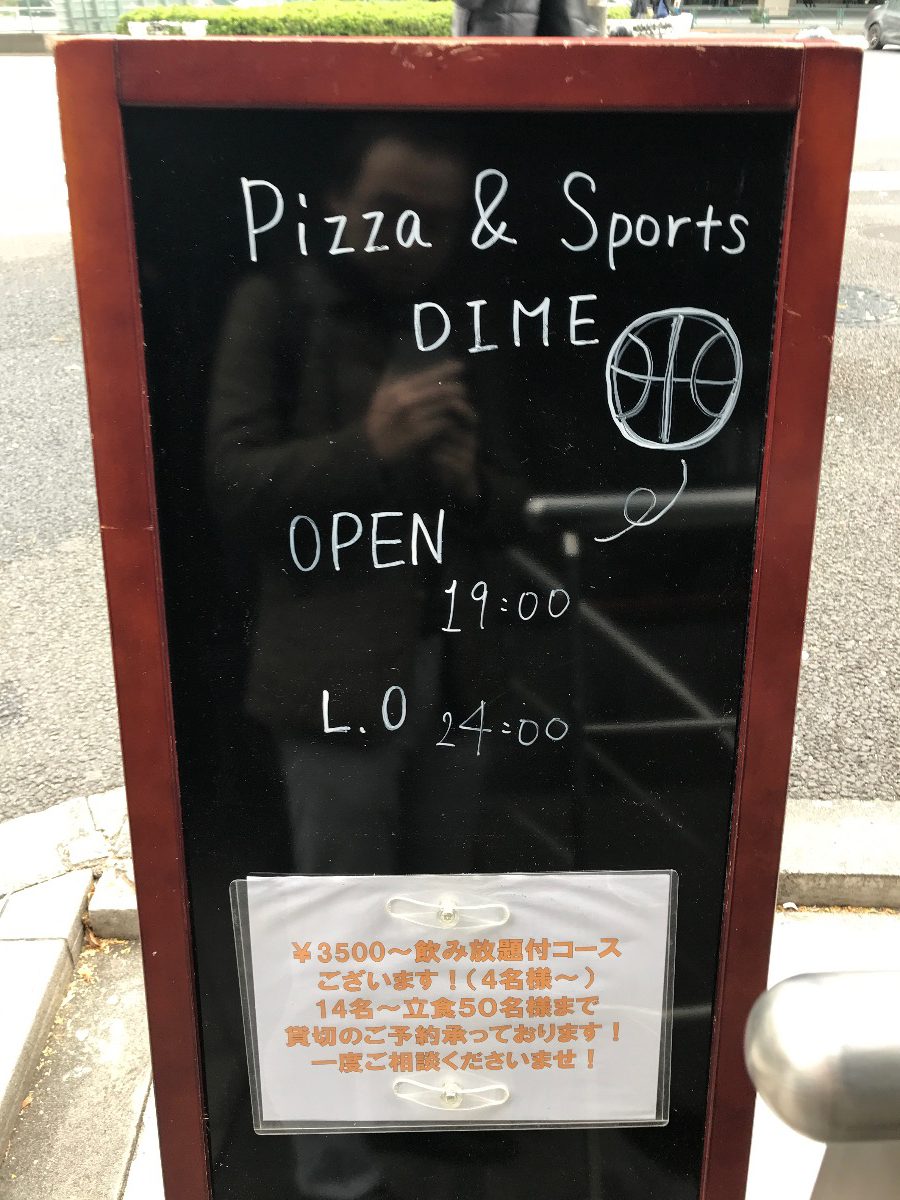 Pizza & Sports
DIME
OPEN
19:00
L.O 24:00
￥3500～飲み放題付コース
ございます！(４名様～)
14名～立食５０名様まで
貸切のご予約承っております！
一度ご相談くださいませ！